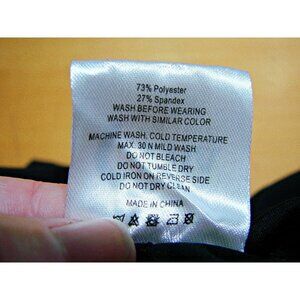 73% Polyester
27% Spandex
WASH BEFORE WEARING
WASH WITH SIMILAR COLOR
MACHINE WASH, COLD TEMPERATURE
MAX. 30 N MILD WASH
DO NOT BLEACH
DO NOT TUMBLE DRY
COLD IRON ON REVERSE SIDE
DO NOT DRY CLEAN
MADE IN CHINA